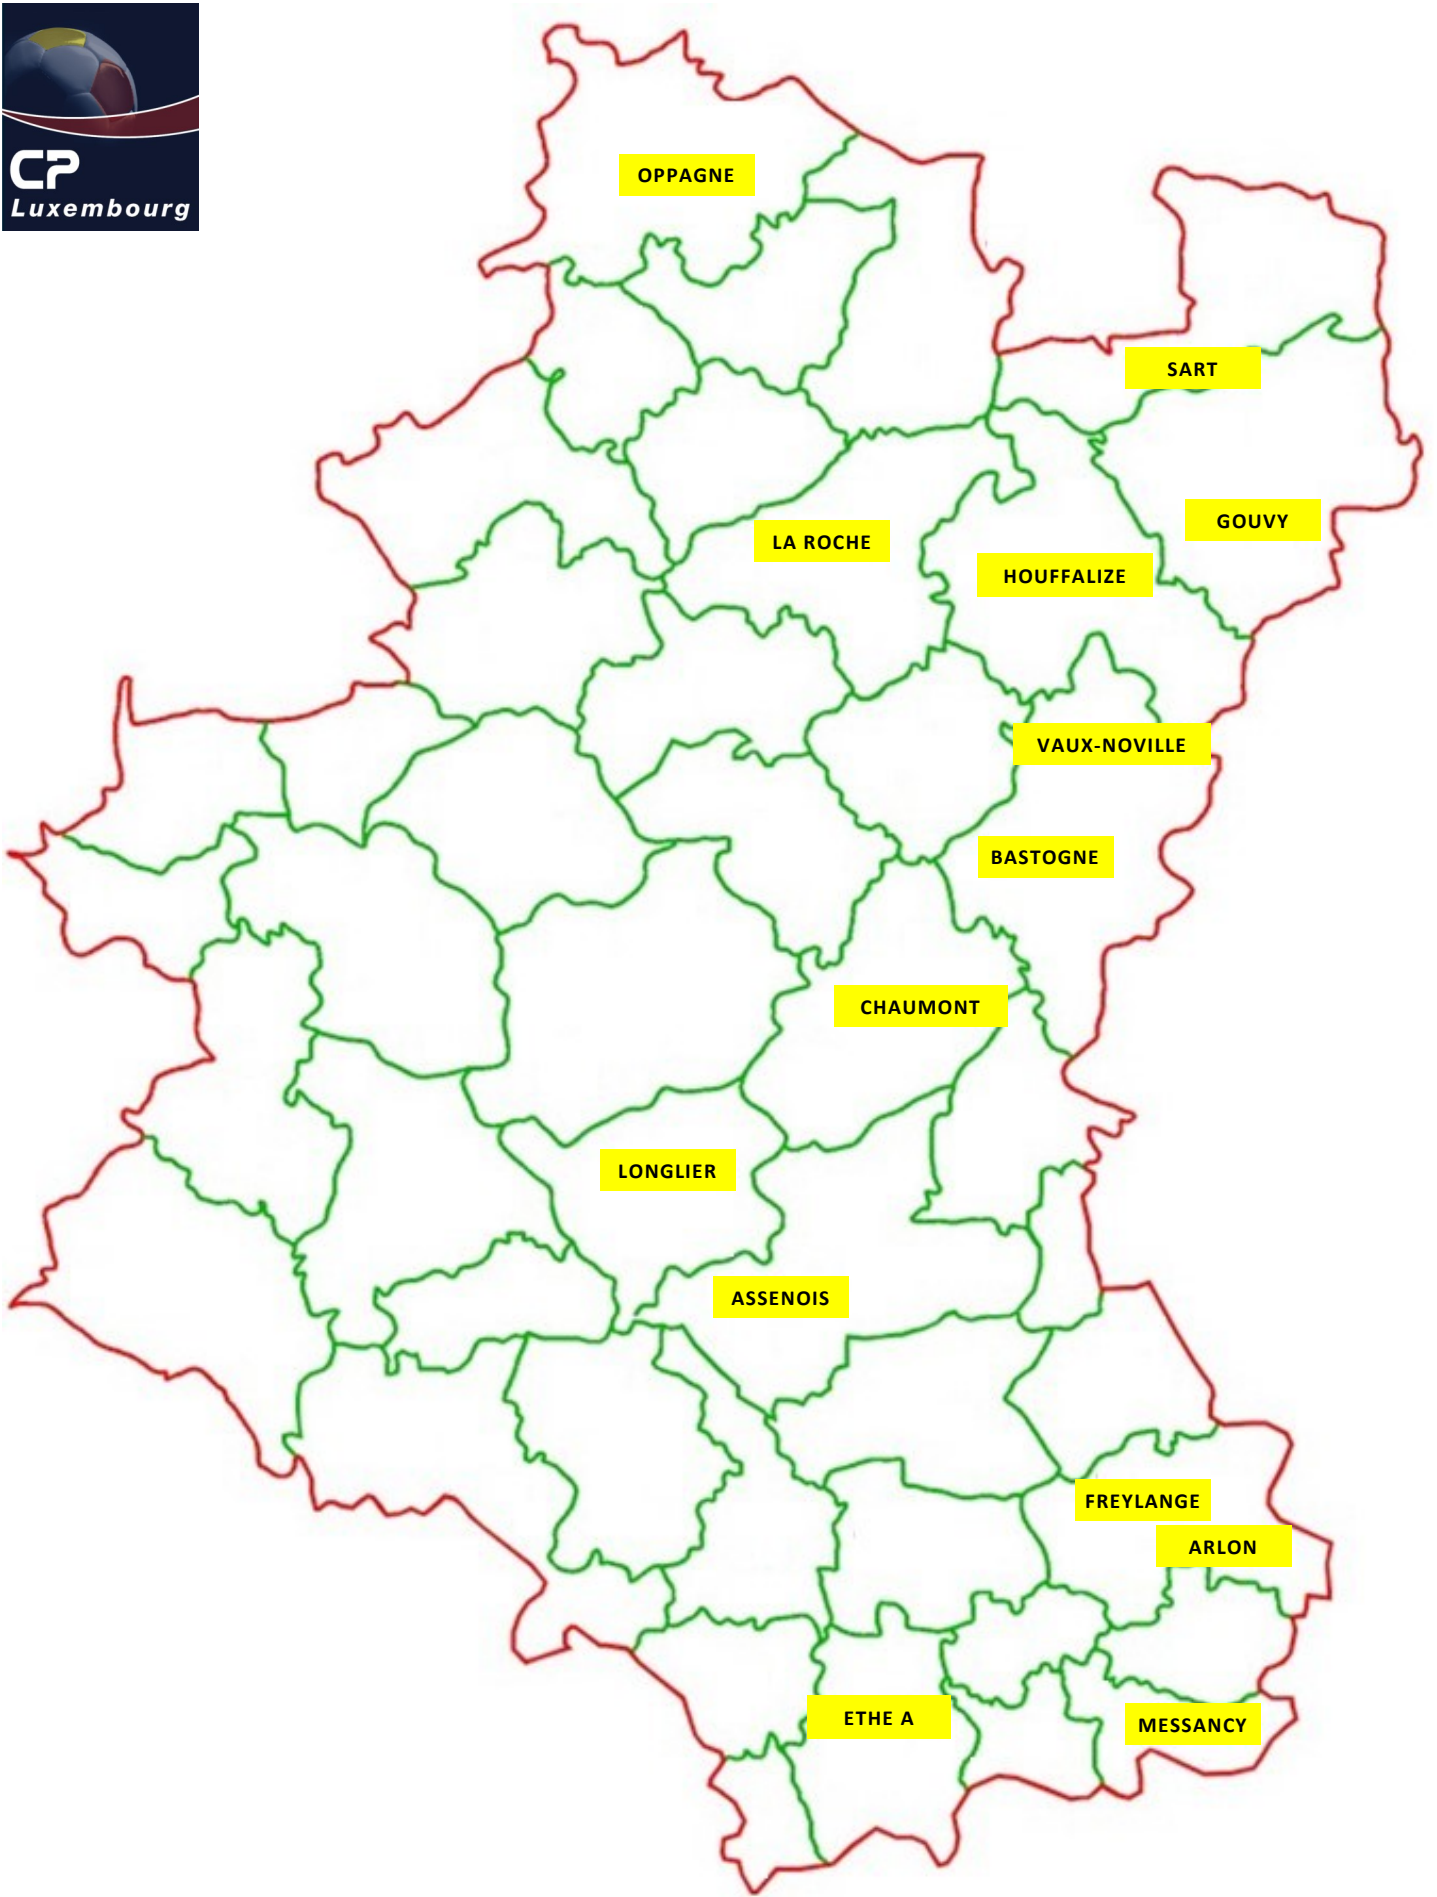 CP
Luxembourg
OPPAGNE
SART
GOUVY
LA ROCHE
HOUFFALIZE
VAUX-NOVILLE
BASTOGNE
CHAUMONT
LONGLIER
ASSENOIS
FREYLANGE
ARLON
ETHE A
MESSANCY